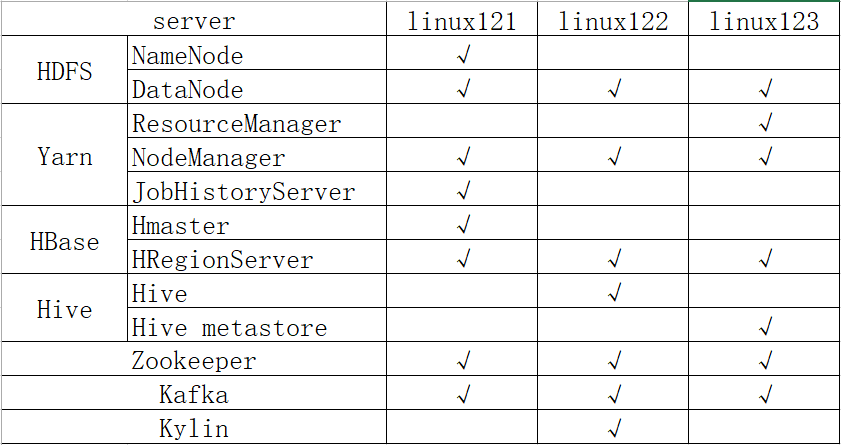 server linux121 linux122 linux123
HDFS NameNode √
DataNode √ √ √
Yarn ResourceManager √
NodeManager √ √ √
JobHistoryServer √
HBase Hmaster √
HRegionServer √ √ √
Hive Hive √
Hive metastore √
Zookeeper √ √ √
Kafka √ √ √
Kylin √